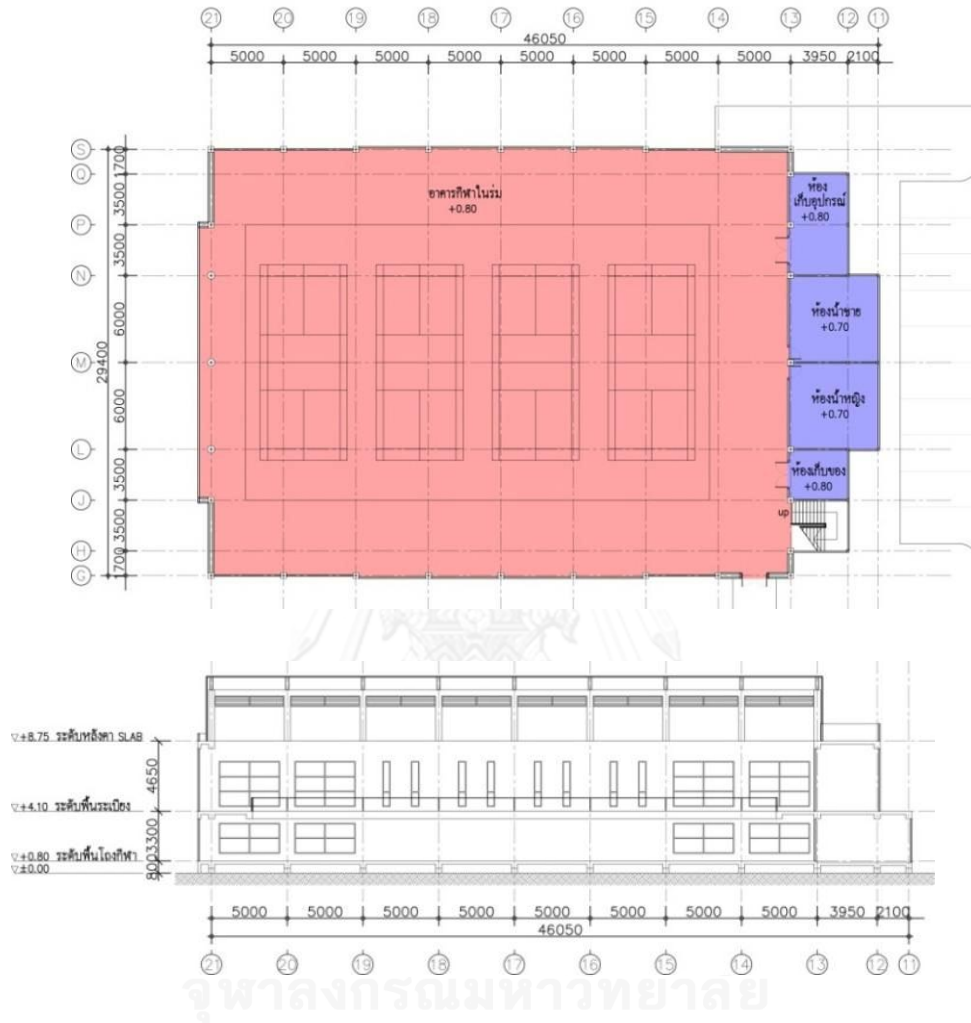 21 20 19 18 17 16 15 14 13 12 11
46050
5000 5000 5000 5000 5000 5000 5000 5000 3950 2100
S
Q
P
N
M
L
J
H
G
1700
3500
3500
6000
6000
3500
3500
1700
29400
อาคารกีฬาในร่ม
+0.80
ห้อง
เก็บอุปกรณ์
+0.80
ห้องน้ำชาย
+0.70
ห้องน้ำหญิง
+0.70
ห้องเก็บของ
+0.80
up
+8.75 ระดับหลังคา SLAB
4650
+4.10 ระดับพื้นระเบียง
3300
+0.80 ระดับพื้นโถงกีฬา
800
±0.00
5000 5000 5000 5000 5000 5000 5000 5000 3950 2100
46050
21 20 19 18 17 16 15 14 13 12 11
จุฬาลงกรณ์มหาวิทยาลัย